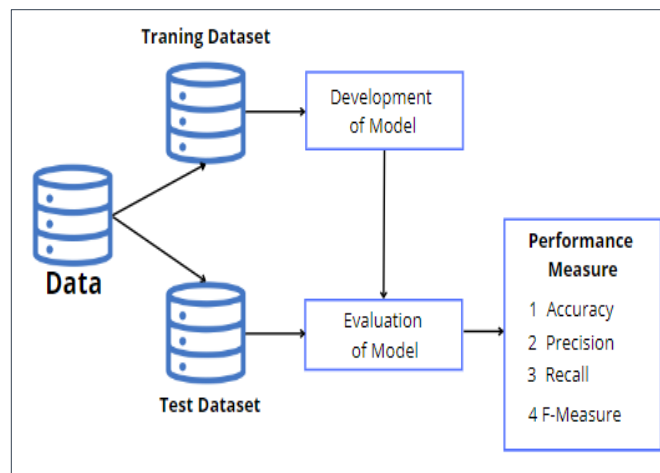 Traning Dataset
Development
of Model
Data
Performance
Measure
1 Accuracy
2 Precision
3 Recall
4 F-Measure
Evaluation
of Model
Test Dataset